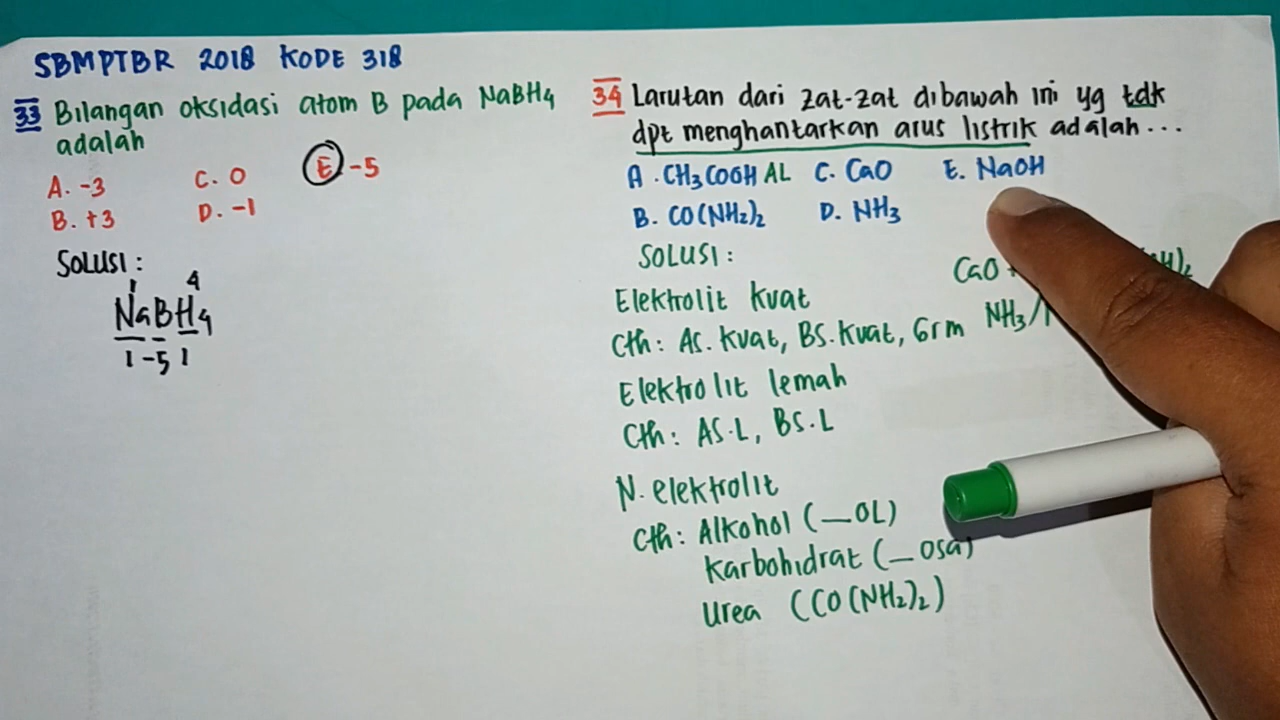 SBMPTBR 2018 KODE 318
33 Bilangan oksidasi atom B pada NaBH4
adalah
A. -3
C. 0
E -5
B. +3
D. -1
SOLUSI:
1 4
NaBH4
1 -5 1
34 Larutan dari zat-zat dibawah ini yg tdk
dpt menghantarkan arus listrik adalah...
A. CH3COOH AL C. CaO E. NaOH
B. CO(NH2)2 D. NH3
SOLUSI:
CaO +
Elektrolit kuat
NH3/
Cth: As. Kuat, BS. Kuat, Grm
Elektrolit lemah
Cth: AS.L, BS.L
N. elektrolit
Cth: Alkohol (_OL)
Karbohidrat (_osa)
Urea (CO(NH2)2)